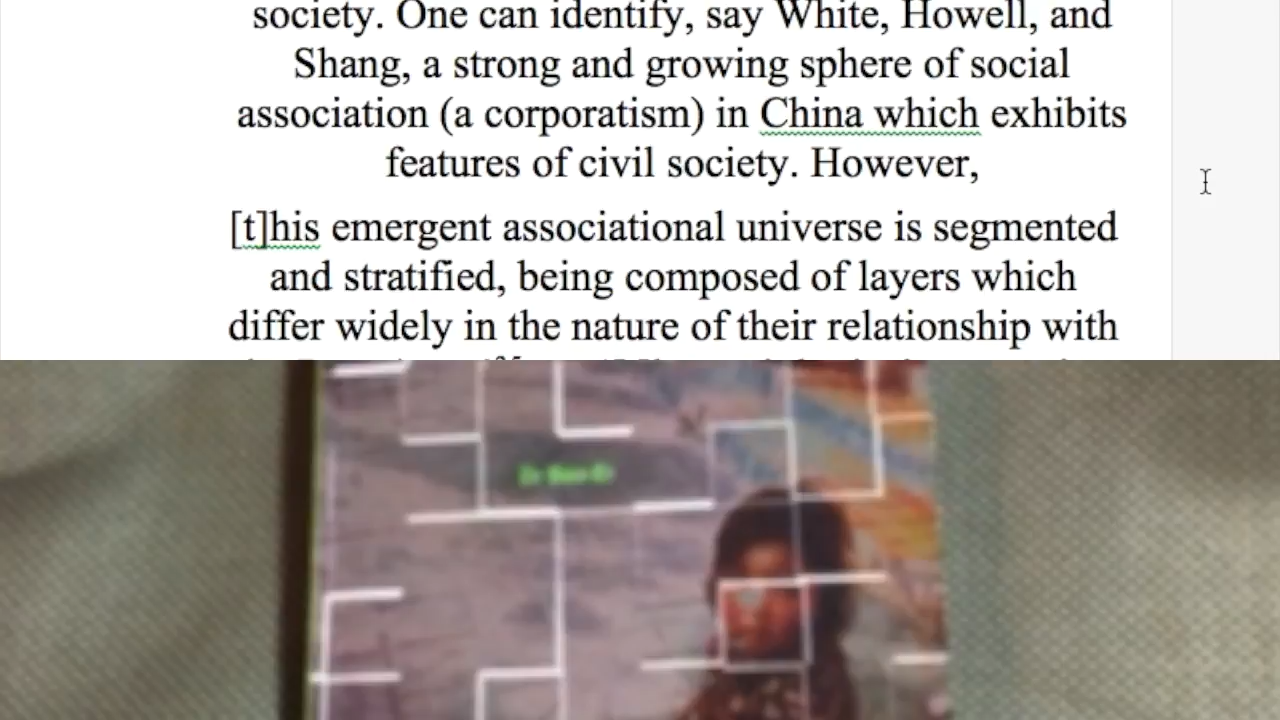 society. One can identify, say White, Howell, and
Shang, a strong and growing sphere of social
association (a corporatism) in China which exhibits
features of civil society. However,
[t]his emergent associational universe is segmented
and stratified, being composed of layers which
differ widely in the nature of their relationship with